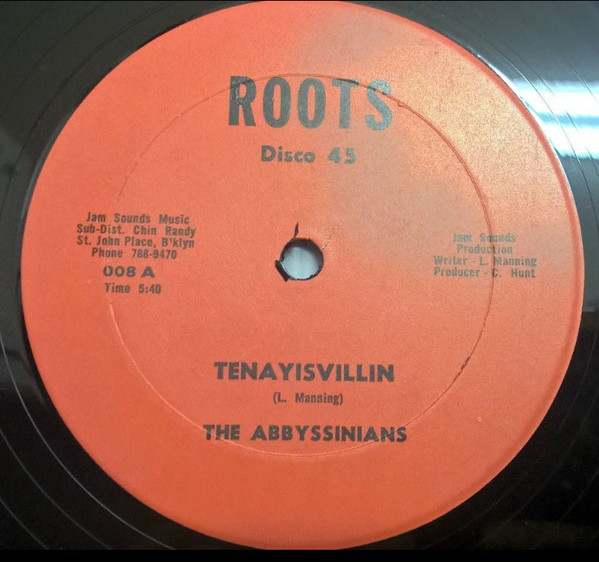 ROOTS
Disco 45
Jam Sounds Music
Sub-Dist. Chin Randy
St. John Place, B'klyn
Phone 788-9470
008 A
Time 5:40
Jam Sounds
Production
Writer - L. Manning
Producer - C. Hunt
TENAYISVILLIN
(L. Manning)
THE ABBYSSINIANS